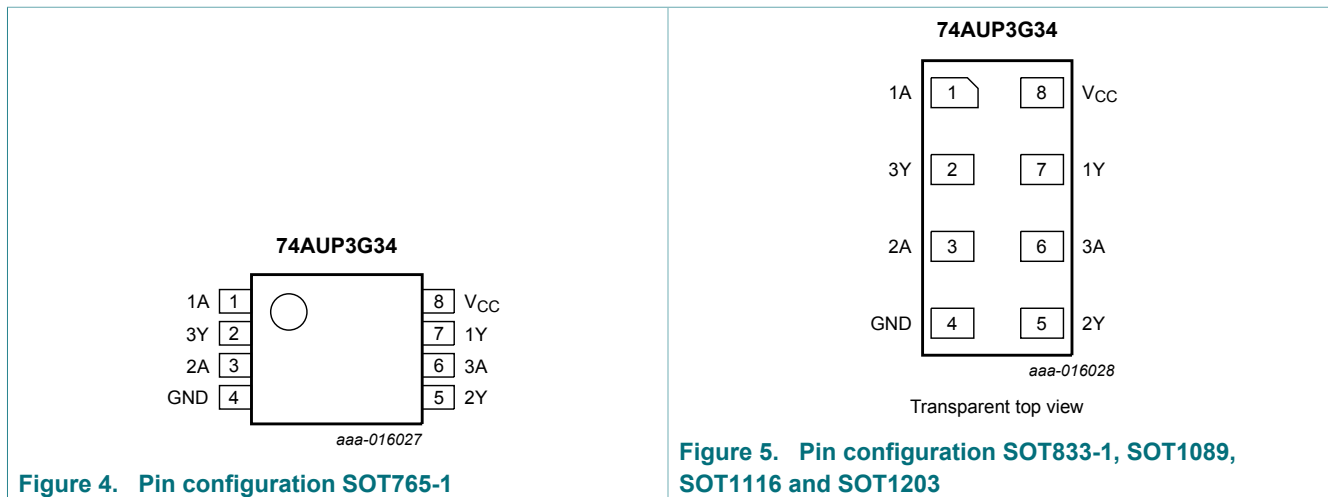 74AUP3G34
1A 1 8 VCC
3Y 2 7 1Y
2A 3 6 3A
GND 4 5 2Y
aaa-016027
Figure 4. Pin configuration SOT765-1
74AUP3G34
1A 1 8 VCC
3Y 2 7 1Y
2A 3 6 3A
GND 4 5 2Y
aaa-016028
Transparent top view
Figure 5. Pin configuration SOT833-1, SOT1089,
SOT1116 and SOT1203